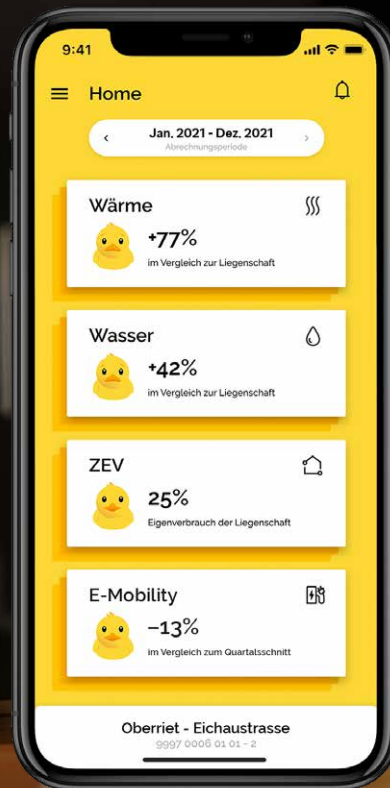 9:41
Home
Jan, 2021 - Dez, 2021
Abrechnungsperiode
Wärme
+77%
im Vergleich zur Liegenschaft
Wasser
+42%
im Vergleich zur Liegenschaft
ZEV
25%
Eigenverbrauch der Liegenschaft
E-Mobility
–13%
im Vergleich zum Quartalsschnitt
Oberriet - Eichaustrasse
9997 0006 01 01 - 2